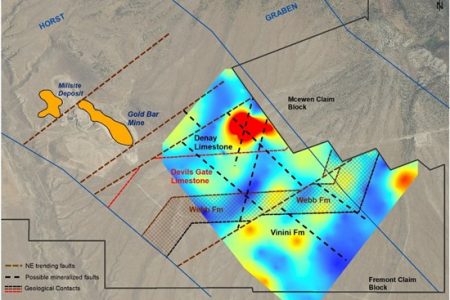 HORST
GRABEN
N
Millsite
Deposit
Gold Bar
Mine
Mcewen Claim
Block
Denay
Limestone
Devils Gate
Limestone
Webb Fm
Webb Fm
Vinini Fm
Fremont Claim
Block
NE trending faults
Possible mineralized faults
Geological Contacts